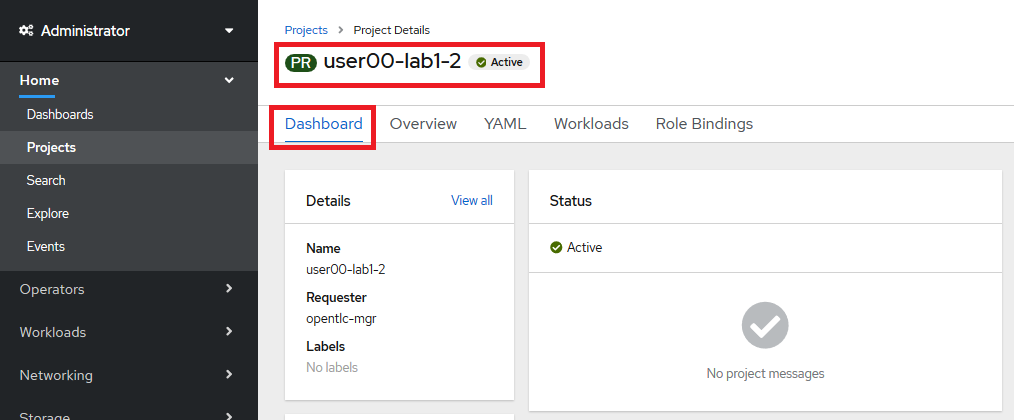 Administrator
Home
Dashboards
Projects
Search
Explore
Events
Operators
Workloads
Networking
Storage
Projects > Project Details
PR user00-lab1-2 Active
Dashboard Overview YAML Workloads Role Bindings
Details View all
Name
user00-lab1-2
Requester
opentlc-mgr
Labels
No labels
Status
Active
No project messages